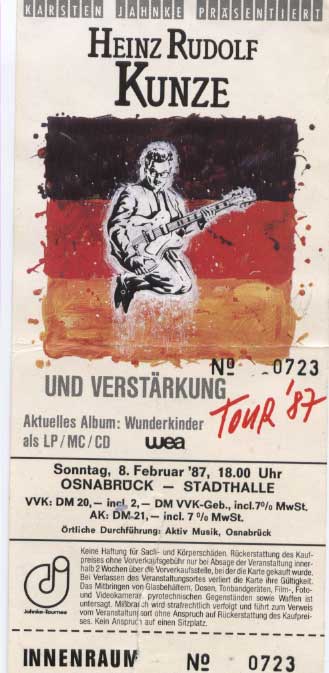 KARSTEN JAHNKE PRÄSENTIERT
HEINZ RUDOLF
KUNZE
Nº 0723
UND VERSTÄRKUNG
TOUR '87
Aktuelles Album: Wunderkinder
als LP/MC/CD wea
Sonntag, 8. Februar '87, 18.00 Uhr
OSNABRÜCK – STADTHALLE
VVK: DM 20,– incl. 2,– DM VVK-Geb., incl. 7% MwSt.
AK: DM 21,– incl. 7% MwSt.
Örtliche Durchführung: Aktiv Musik, Osnabrück
Jahnke-Tournee
Keine Haftung für Sach- und Körperschäden. Rückerstattung des Kauf-
preises ohne Vorverkaufsgebühr nur bei Absage der Veranstaltung inner-
halb 2 Wochen über die Vorverkaufsstelle, bei der die Karte gekauft wurde.
Bei Verlassen des Veranstaltungsortes verliert die Karte ihre Gültigkeit.
Das Mitbringen von Glasbehältern, Dosen, Tonbandgeräten, Film-, Foto-
und Videokameras, pyrotechnischen Gegenständen sowie Waffen ist
untersagt. Mißbrauch wird strafrechtlich verfolgt und führt zum Verweis
vom Veranstaltungsort ohne Anspruch auf Rückerstattung des Kaufprei-
ses. Kein Anspruch auf einen Sitzplatz.
INNENRAUM Nº 0723